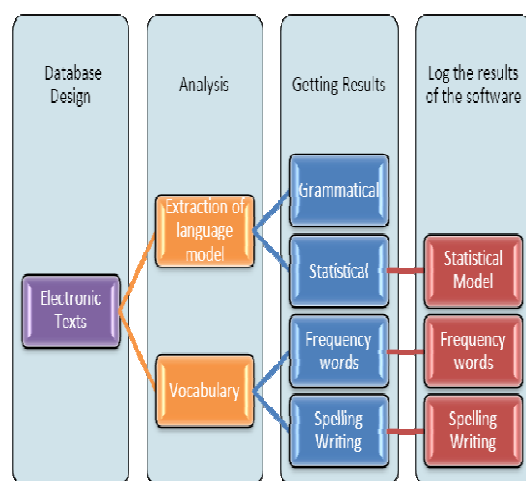 Database
Design
Analysis
Getting Results
Log the results
of the software
Electronic
Texts
Extraction of
language
model
Vocabulary
Grammatical
Statistical
Frequency
words
Spelling
Writing
Statistical
Model
Frequency
words
Spelling
Writing